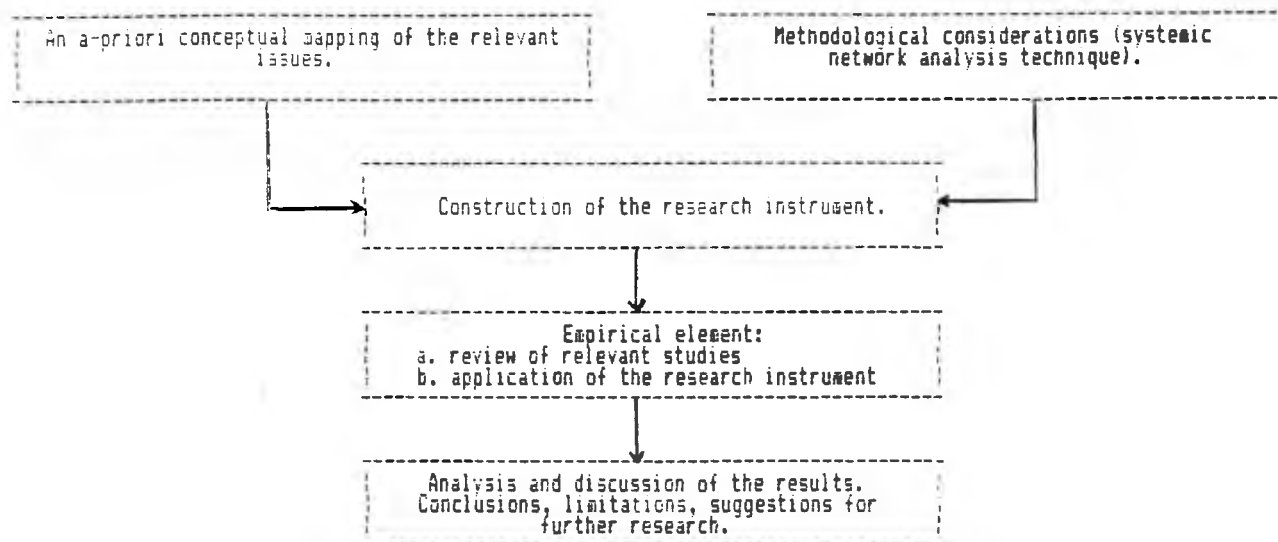 An a-priori conceptual mapping of the relevant
issues.
Methodological considerations (systemic
network analysis technique).
Construction of the research instrument.
Empirical element:
a. review of relevant studies
b. application of the research instrument
Analysis and discussion of the results.
Conclusions, limitations, suggestions for
further research.